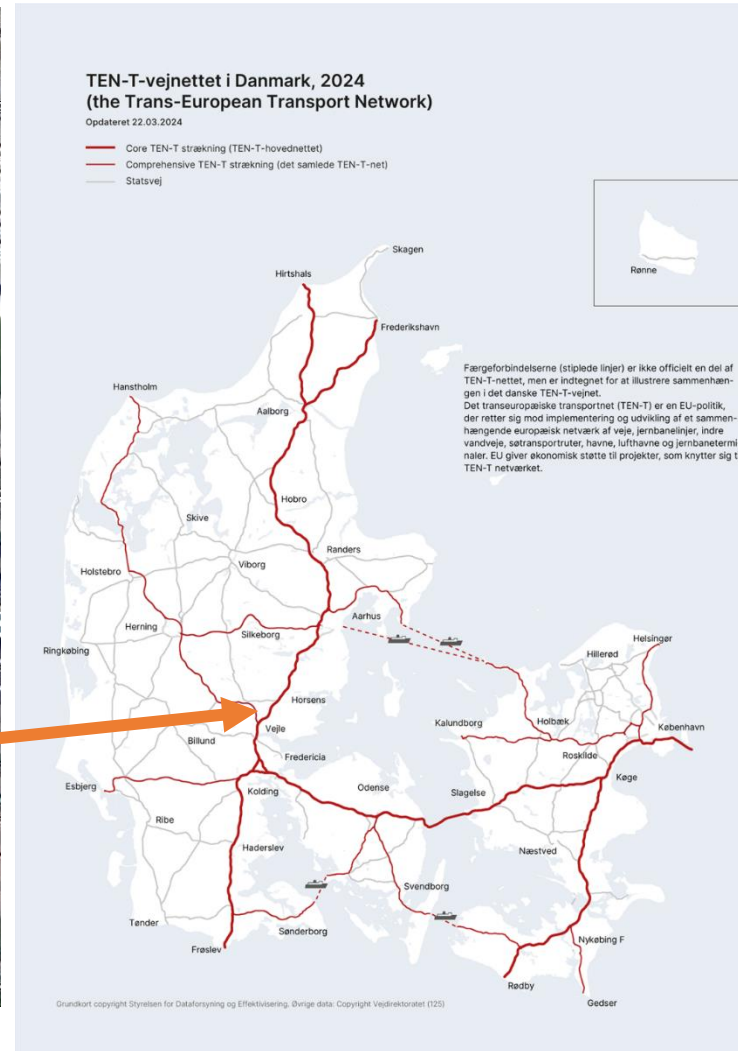 TEN-T-vejnettet i Danmark, 2024
(the Trans-European Transport Network)
Opdateret 22.03.2024
Core TEN-T strækning (TEN-T-hovednettet)
Comprehensive TEN-T strækning (det samlede TEN-T-net)
Statsvej
Rønne
Skagen
Hirtshals
Frederikshavn
Færgeforbindelserne (stiplede linjer) er ikke officielt en del af
TEN-T-nettet, men er indtegnet for at illustrere sammenhæn-
gen i det danske TEN-T-vejnet.
Det transeuropæiske transportnet (TEN-T) er en EU-politik,
der retter sig mod implementering og udvikling af et sammen-
hængende europæisk netværk af veje, jernbanelinjer, indre
vandveje, søtransportruter, havne, lufthavne og jernbanetermi
naler. EU giver økonomisk støtte til projekter, som knytter sig t
TEN-T netværket.
Hanstholm
Aalborg
Hobro
Skive
Randers
Viborg
Holstebro
Aarhus
Herning
Silkeborg
Helsingør
Hillerød
Ringkøbing
Horsens
Kalundborg
Holbæk
København
Vejle
Billund
Roskilde
Fredericia
Køge
Esbjerg
Kolding
Odense
Slagelse
Ribe
Haderslev
Næstved
Svendborg
Tønder
Sønderborg
Nykøbing F
Frøslev
Rødby
Gedser
Grundkort copyright Styrelsen for Dataforsyning og Effektivisering. Øvrige data: Copyright Vejdirektoratet (125)